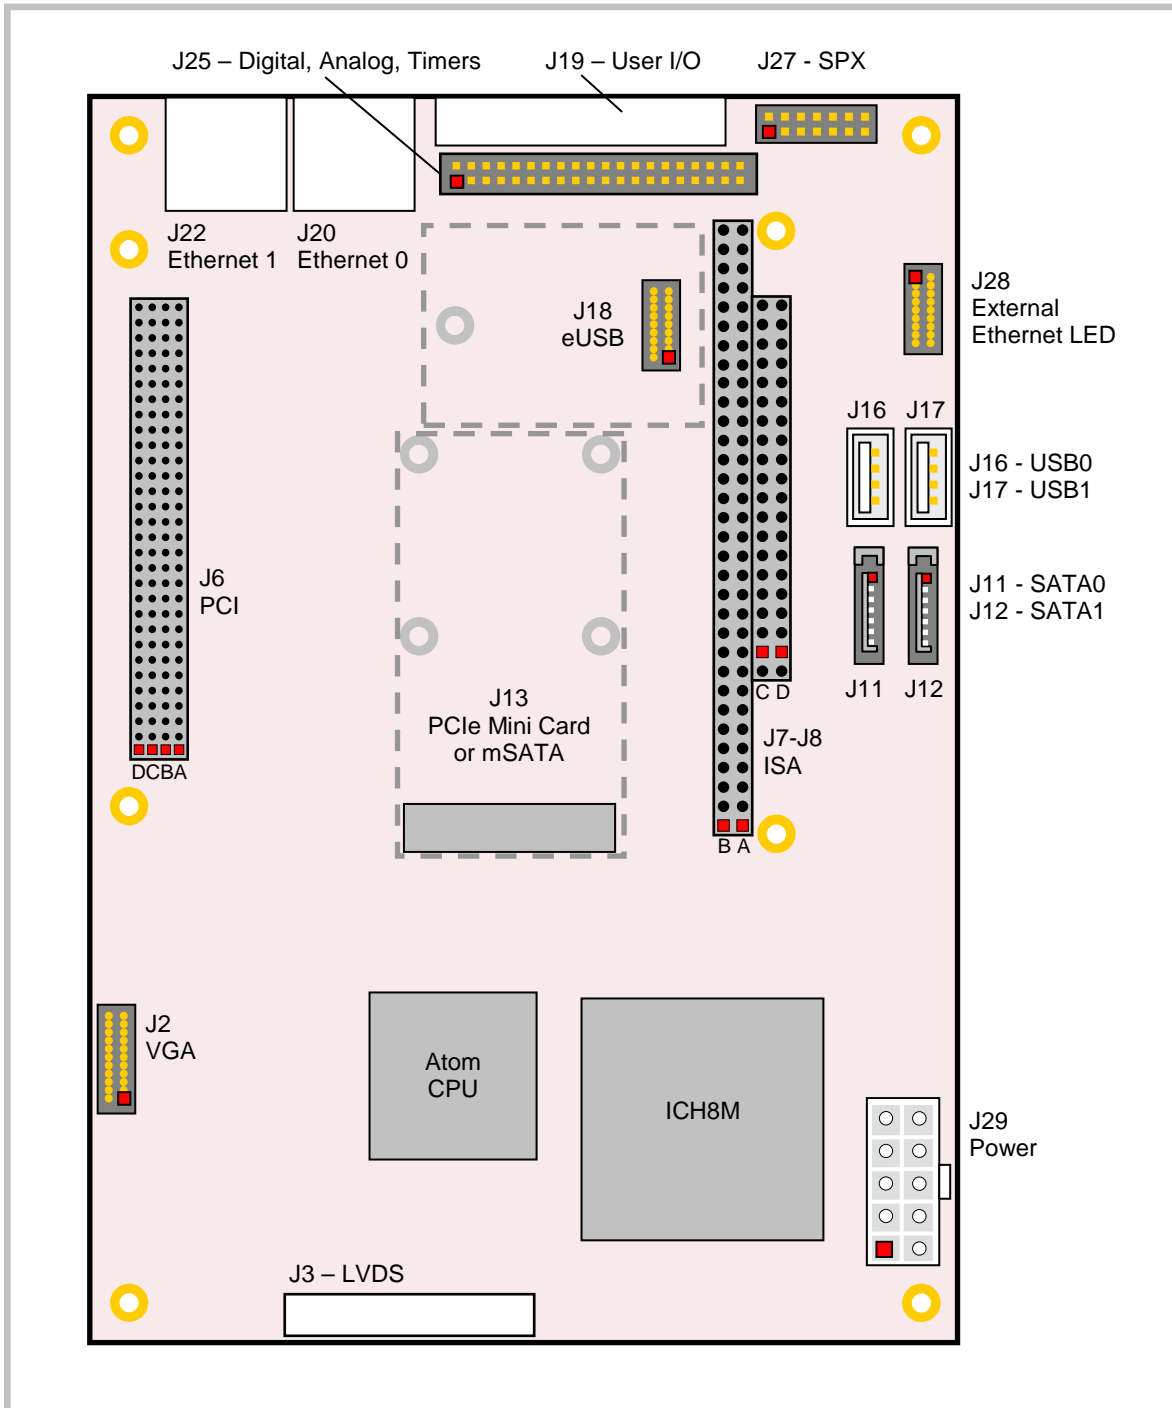 J25 – Digital, Analog, Timers
J19 – User I/O
J27 - SPX
J22
Ethernet 1
J20
Ethernet 0
J18
eUSB
J28
External
Ethernet LED
J16
J17
J16 - USB0
J17 - USB1
J6
PCI
J11 - SATA0
J12 - SATA1
J11
J12
C D
J13
PCIe Mini Card
or mSATA
J7-J8
ISA
DCBA
B A
J2
VGA
Atom
CPU
ICH8M
J29
Power
J3 – LVDS